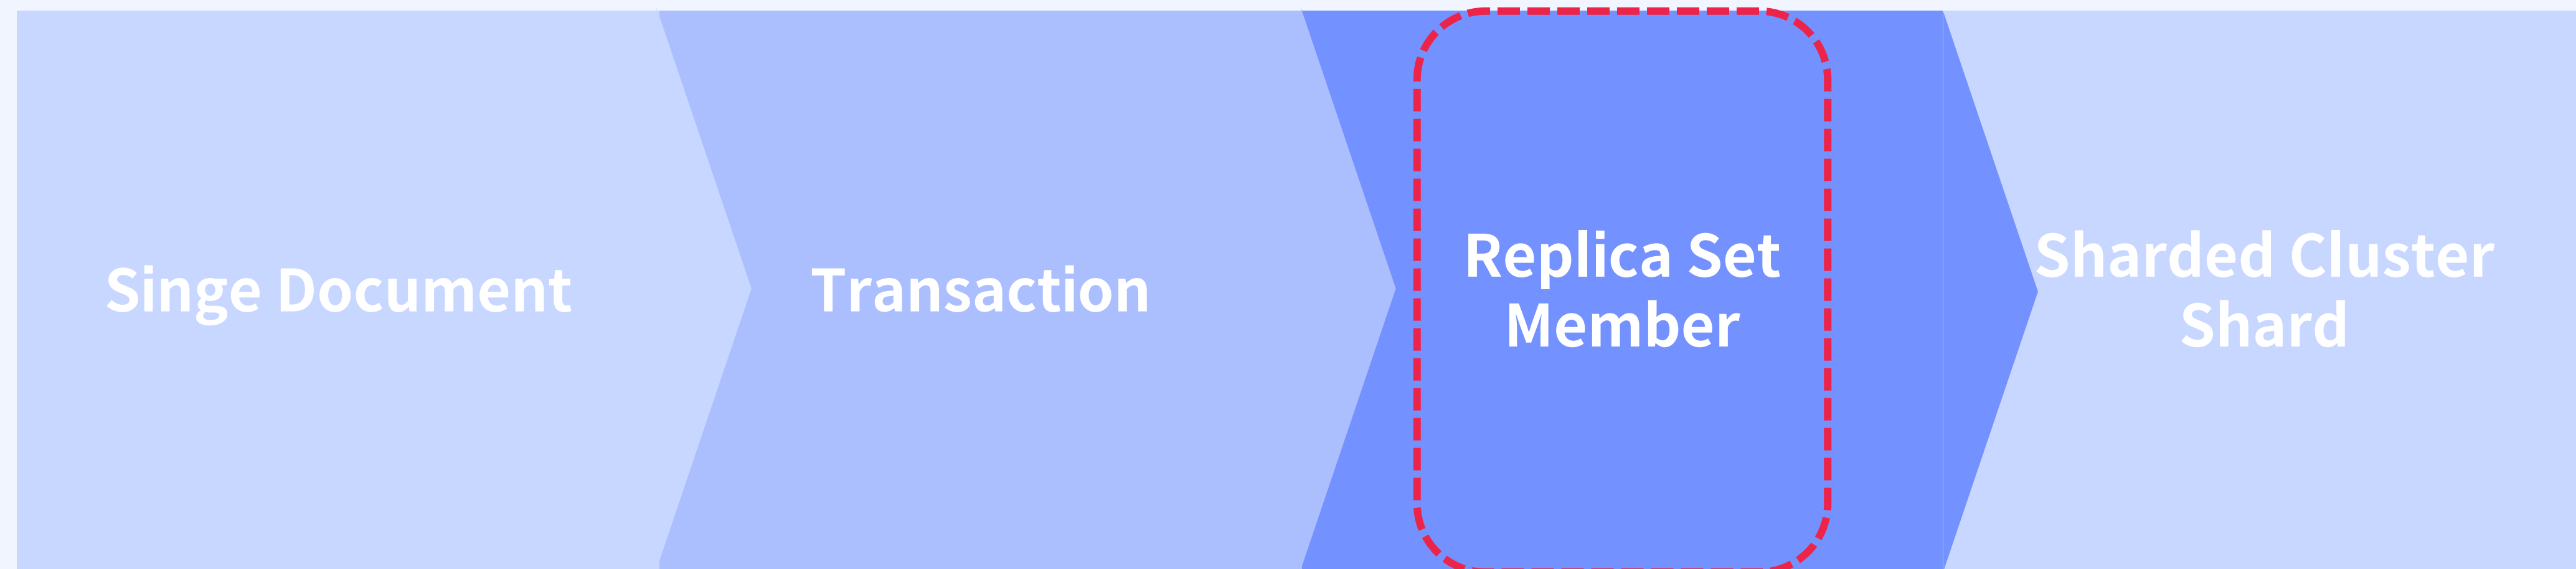 Singe Document
Transaction
Replica Set
Member
Sharded Cluster
Shard